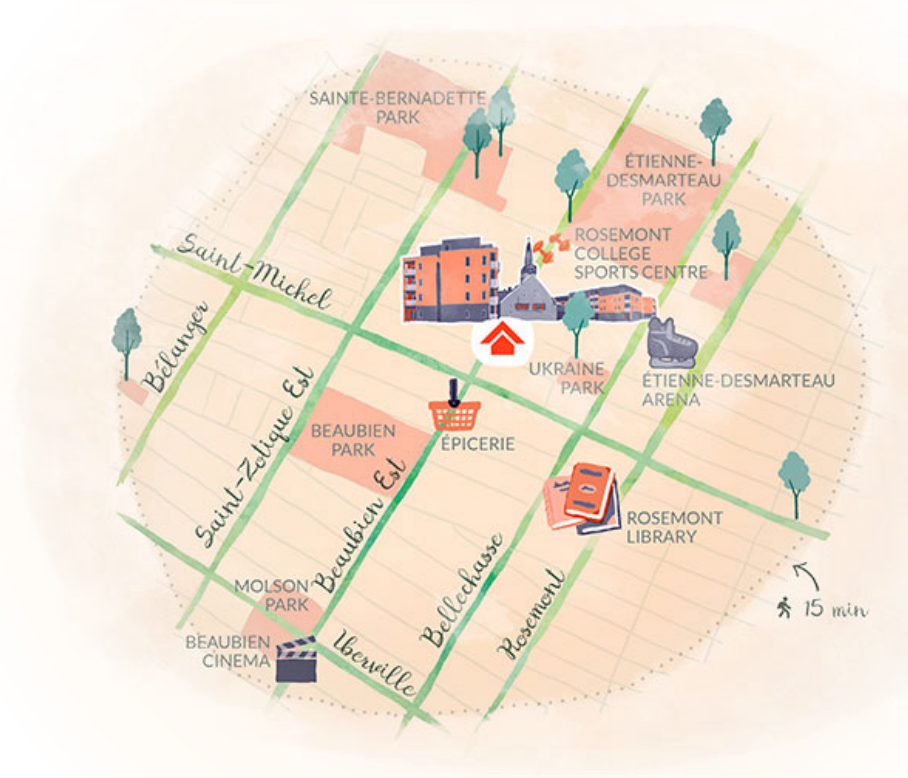 SAINTE-BERNADETTE
PARK
ÉTIENNE-
DESMARTEAU
PARK
ROSEMONT
COLLEGE
SPORTS CENTRE
Saint-Michel
Bélanger
UKRAINE
PARK
ÉTIENNE-DESMARTEAU
ARENA
Saint-Zotique Est
BEAUBIEN
PARK
ÉPICERIE
Beaubien Est
ROSEMONT
LIBRARY
Bellechasse
Rosemont
MOLSON
PARK
15 min
BEAUBIEN
CINEMA
Iberville